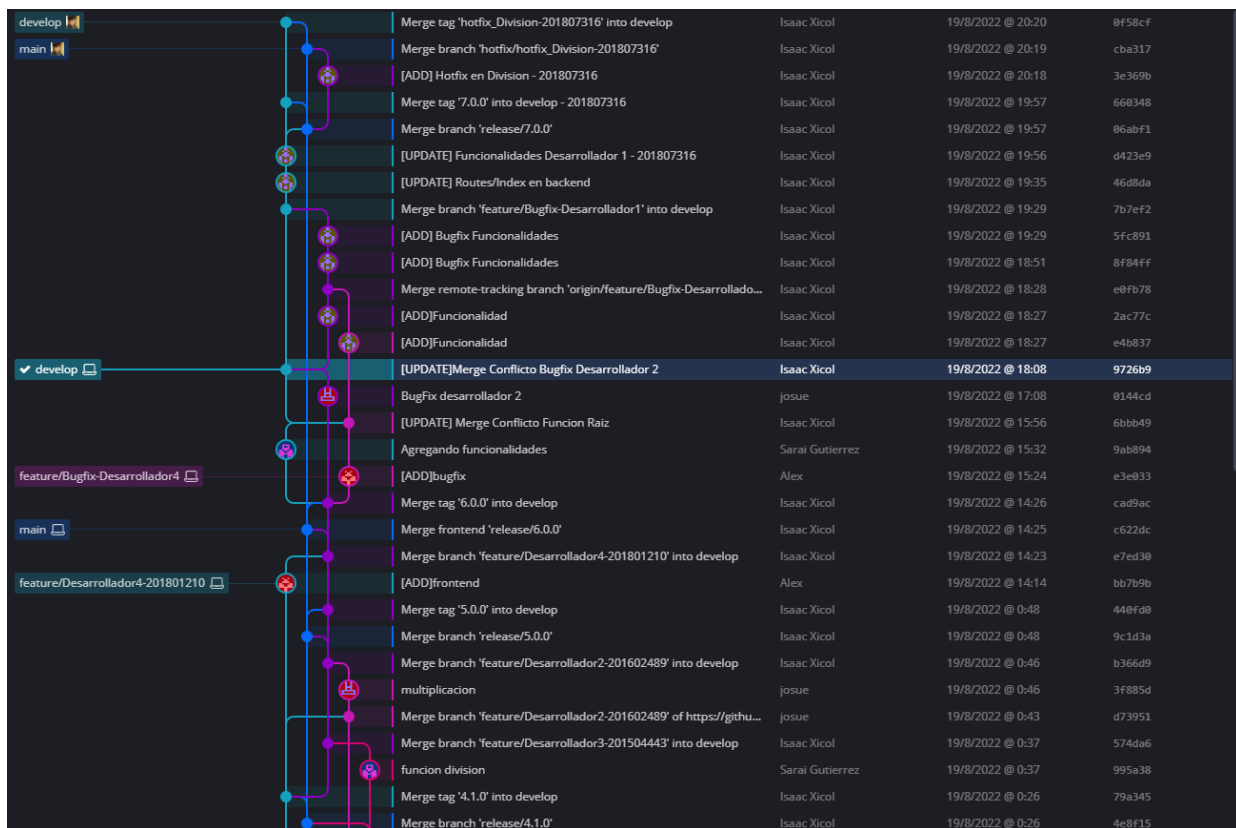 develop Merge tag 'hotfix_Division-201807316' into develop Isaac Xicol 19/8/2022 @ 20:20 0f58cf
main Merge branch 'hotfix/hotfix_Division-201807316' Isaac Xicol 19/8/2022 @ 20:19 cba317
[ADD] Hotfix en Division - 201807316 Isaac Xicol 19/8/2022 @ 20:18 3e369b
Merge tag '7.0.0' into develop - 201807316 Isaac Xicol 19/8/2022 @ 19:57 660348
Merge branch 'release/7.0.0' Isaac Xicol 19/8/2022 @ 19:57 06abf1
[UPDATE] Funcionalidades Desarrollador 1 - 201807316 Isaac Xicol 19/8/2022 @ 19:56 d423e9
[UPDATE] Routes/Index en backend Isaac Xicol 19/8/2022 @ 19:35 46d8da
Merge branch 'feature/Bugfix-Desarrollador1' into develop Isaac Xicol 19/8/2022 @ 19:29 7b7ef2
[ADD] Bugfix Funcionalidades Isaac Xicol 19/8/2022 @ 19:29 5fc891
[ADD] Bugfix Funcionalidades Isaac Xicol 19/8/2022 @ 18:51 8f84ff
Merge remote-tracking branch 'origin/feature/Bugfix-Desarrollado... Isaac Xicol 19/8/2022 @ 18:28 e0fb78
[ADD]Funcionalidad Isaac Xicol 19/8/2022 @ 18:27 2ac77c
[ADD]Funcionalidad Isaac Xicol 19/8/2022 @ 18:27 e4b837
develop [UPDATE]Merge Conflicto Bugfix Desarrollador 2 Isaac Xicol 19/8/2022 @ 18:08 9726b9
BugFix desarrollador 2 josue 19/8/2022 @ 17:08 0144cd
[UPDATE] Merge Conflicto Funcion Raiz Isaac Xicol 19/8/2022 @ 15:56 6bbb49
Agregando funcionalidades Sarai Gutierrez 19/8/2022 @ 15:32 9ab894
feature/Bugfix-Desarrollador4 [ADD]bugfix Alex 19/8/2022 @ 15:24 e3e033
Merge tag '6.0.0' into develop Isaac Xicol 19/8/2022 @ 14:26 cad9ac
main Merge frontend 'release/6.0.0' Isaac Xicol 19/8/2022 @ 14:25 c622dc
Merge branch 'feature/Desarrollador4-201801210' into develop Isaac Xicol 19/8/2022 @ 14:23 e7ed30
feature/Desarrollador4-201801210 [ADD]frontend Alex 19/8/2022 @ 14:14 bb7b9b
Merge tag '5.0.0' into develop Isaac Xicol 19/8/2022 @ 0:48 440fd0
Merge branch 'release/5.0.0' Isaac Xicol 19/8/2022 @ 0:48 9c1d3a
Merge branch 'feature/Desarrollador2-201602489' into develop Isaac Xicol 19/8/2022 @ 0:46 b366d9
multiplicacion josue 19/8/2022 @ 0:46 3f885d
Merge branch 'feature/Desarrollador2-201602489' of https://githu... josue 19/8/2022 @ 0:43 d73951
Merge branch 'feature/Desarrollador3-201504443' into develop Isaac Xicol 19/8/2022 @ 0:37 574da6
funcion division Sarai Gutierrez 19/8/2022 @ 0:37 995a38
Merge tag '4.1.0' into develop Isaac Xicol 19/8/2022 @ 0:26 79a345
Merge branch 'release/4.1.0' Isaac Xicol 19/8/2022 @ 0:26 4e8f15